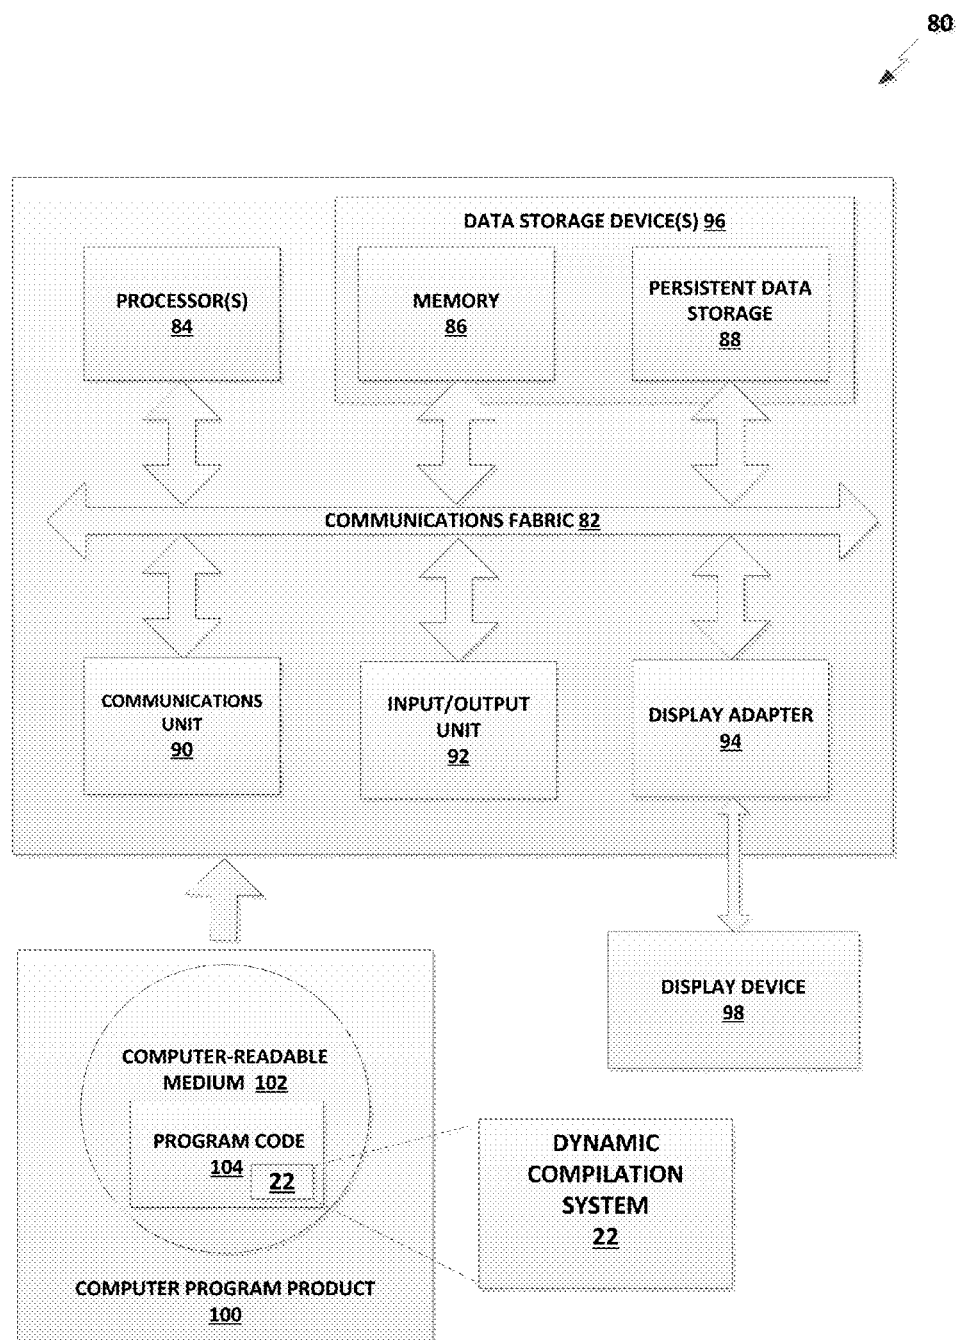 80
DATA STORAGE DEVICE(S) 96
PROCESSOR(S)
84
MEMORY
86
PERSISTENT DATA
STORAGE
88
COMMUNICATIONS FABRIC 82
COMMUNICATIONS
UNIT
90
INPUT/OUTPUT
UNIT
92
DISPLAY ADAPTER
94
DISPLAY DEVICE
98
COMPUTER-READABLE
MEDIUM 102
PROGRAM CODE
104
22
DYNAMIC
COMPILATION
SYSTEM
22
COMPUTER PROGRAM PRODUCT
100